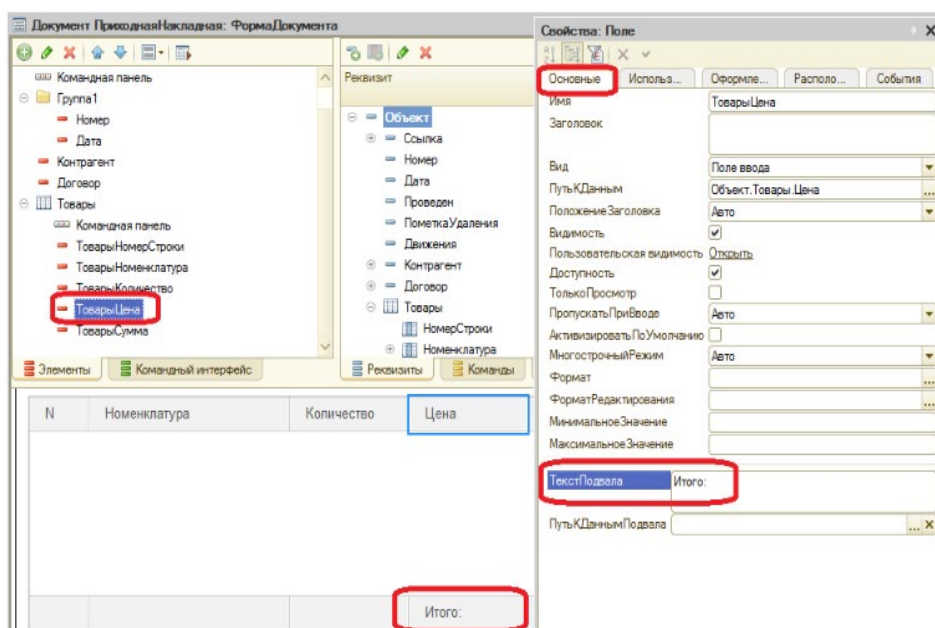 Документ ПриходнаяНакладная: ФормаДокумента
Командная панель
Группа1
Номер
Дата
Контрагент
Договор
Товары
Командная панель
ТоварыНомерСтроки
ТоварыНоменклатура
ТоварыКоличество
ТоварыЦена
ТоварыСумма
Элементы
Командный интерфейс
Реквизит
Объект
Ссылка
Номер
Дата
Проведен
ПометкаУдаления
Движения
Контрагент
Договор
Товары
НомерСтроки
Номенклатура
Реквизиты
Команды
N Номенклатура Количество Цена
Итого:
Свойства: Поле
Основные Использ... Оформле... Располо... События
Имя ТоварыЦена
Заголовок
Вид Поле ввода
ПутьКДанным Объект.Товары.Цена
ПоложениеЗаголовка Авто
Видимость
Пользовательская видимость Открыть
Доступность
ТолькоПросмотр
ПропускатьПриВводе Авто
АктивизироватьПоУмолчанию
МногострочныйРежим Авто
Формат
ФорматРедактирования
МинимальноеЗначение
МаксимальноеЗначение
ТекстПодвала Итого:
ПутьКДаннымПодвала